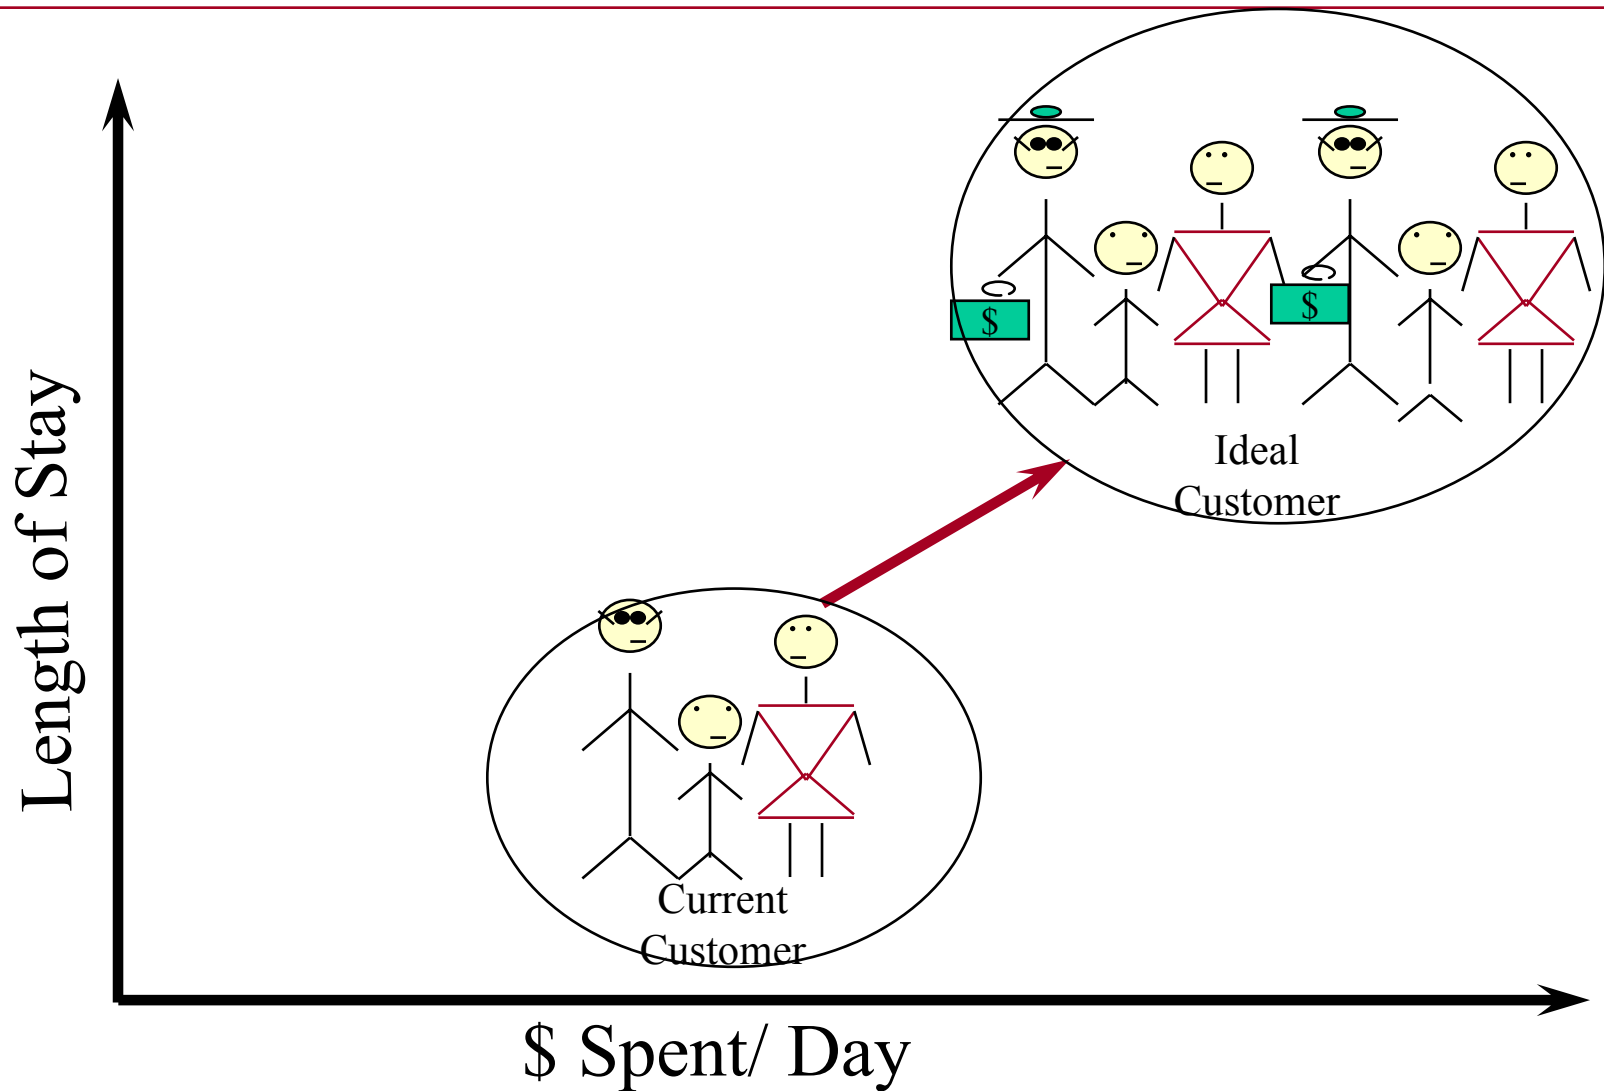 $
$
Ideal
Customer
Length of Stay
Current
Customer
$ Spent/ Day